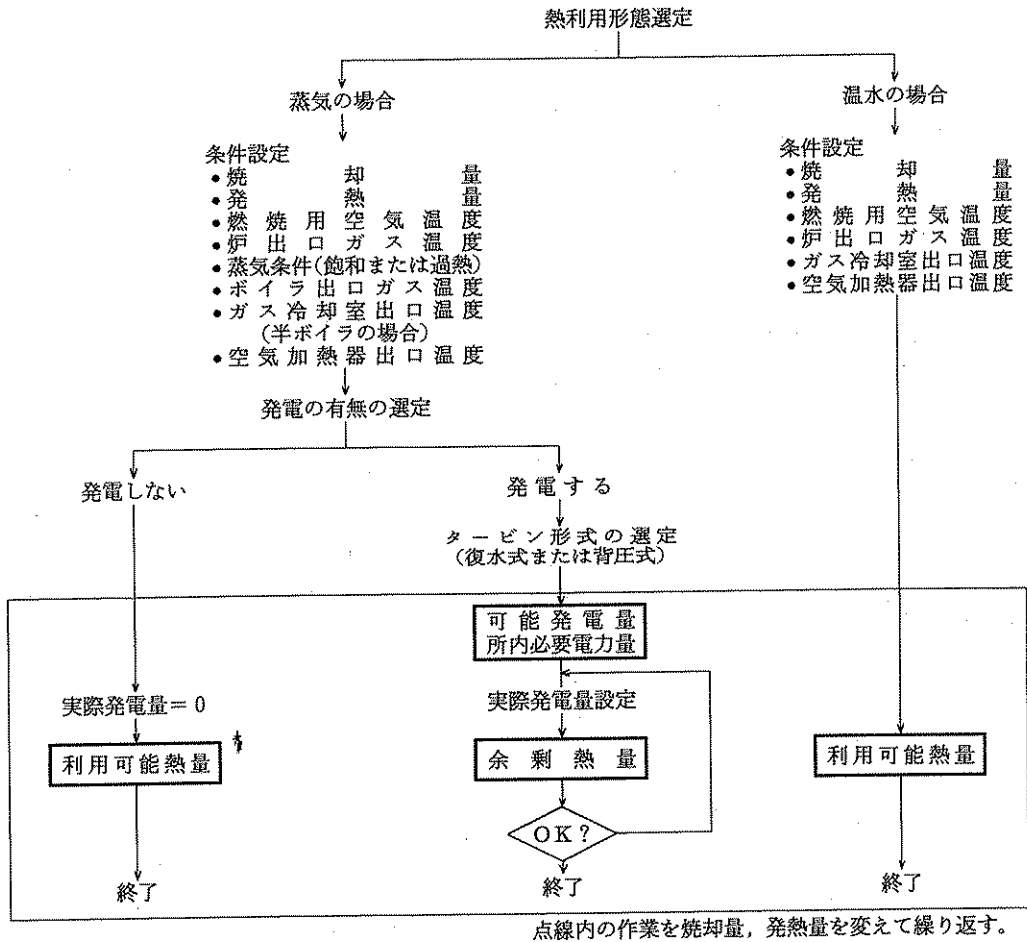 熱利用形態選定
蒸気の場合
条件設定
•焼却量
•発熱量
•燃焼用空気温度
•炉出口ガス温度
•蒸気条件(飽和または過熱)
•ボイラ出口ガス温度
•ガス冷却室出口温度
(半ボイラの場合)
•空気加熱器出口温度
発電の有無の選定
温水の場合
条件設定
•焼却量
•発熱量
•燃焼用空気温度
•炉出口ガス温度
•ガス冷却室出口温度
•空気加熱器出口温度
発電しない
発電する
タービン形式の選定
(復水式または背圧式)
可能発電量
所内必要電力量
実際発電量=0
実際発電量設定
利用可能熱量
余剰熱量
利用可能熱量
OK?
終了
終了
終了
点線内の作業を焼却量,発熱量を変えて繰り返す。